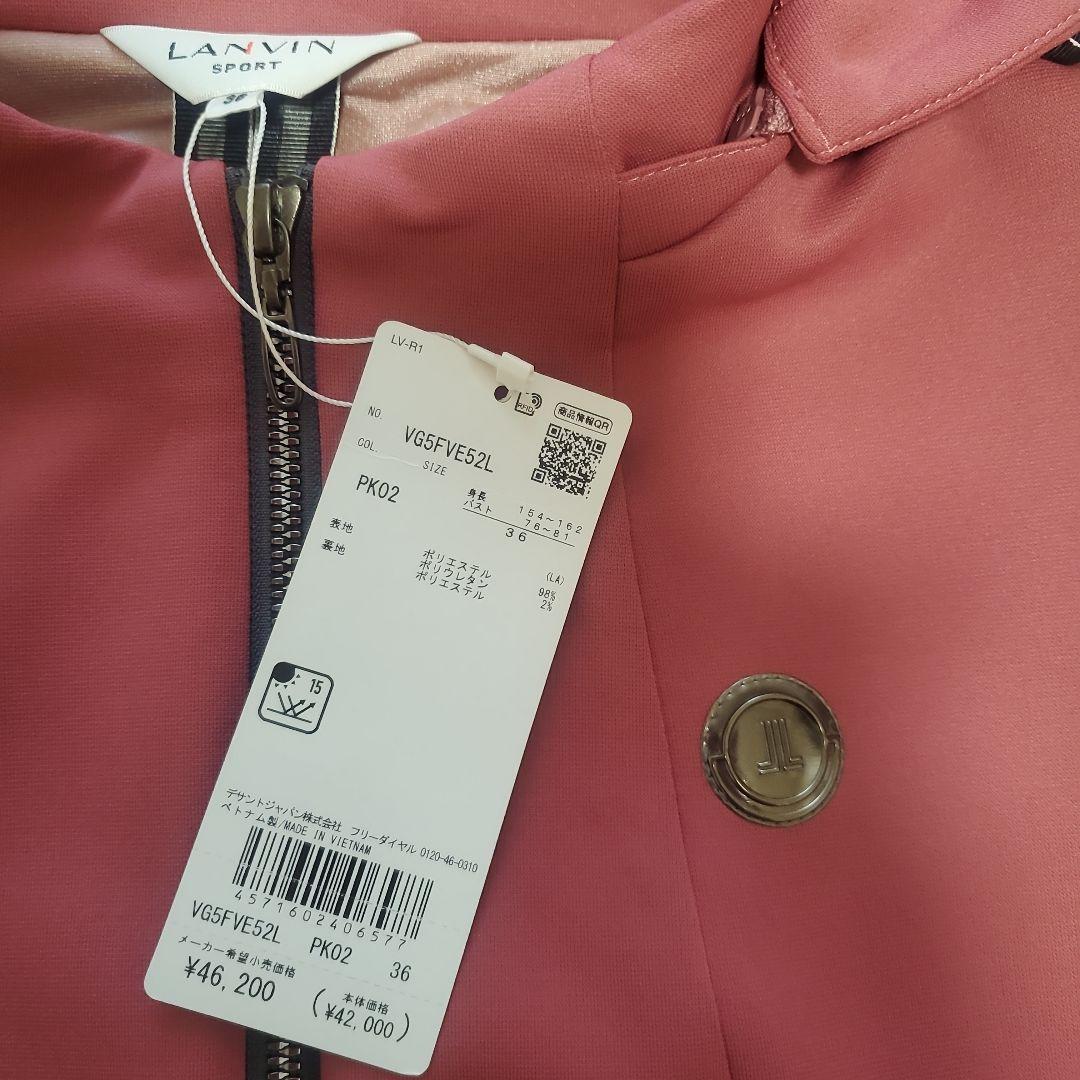 LANVIN
SPORT
36
LV-R1
RFID
商品情報QR
NO.
VG5FVE52L
COL.
SIZE
PK02
身長 154~162
バスト 76~81
36
(LA)
表地
裏地
ポリエステル 98%
ポリウレタン 2%
ポリエステル
15
デサントジャパン株式会社 フリーダイヤル 0120-46-0310
ベトナム製/MADE IN VIETNAM
4571602406577
VG5FVE52L PK02 36
メーカー希望小売価格
¥46,200
(本体価格
¥42,000)
JL